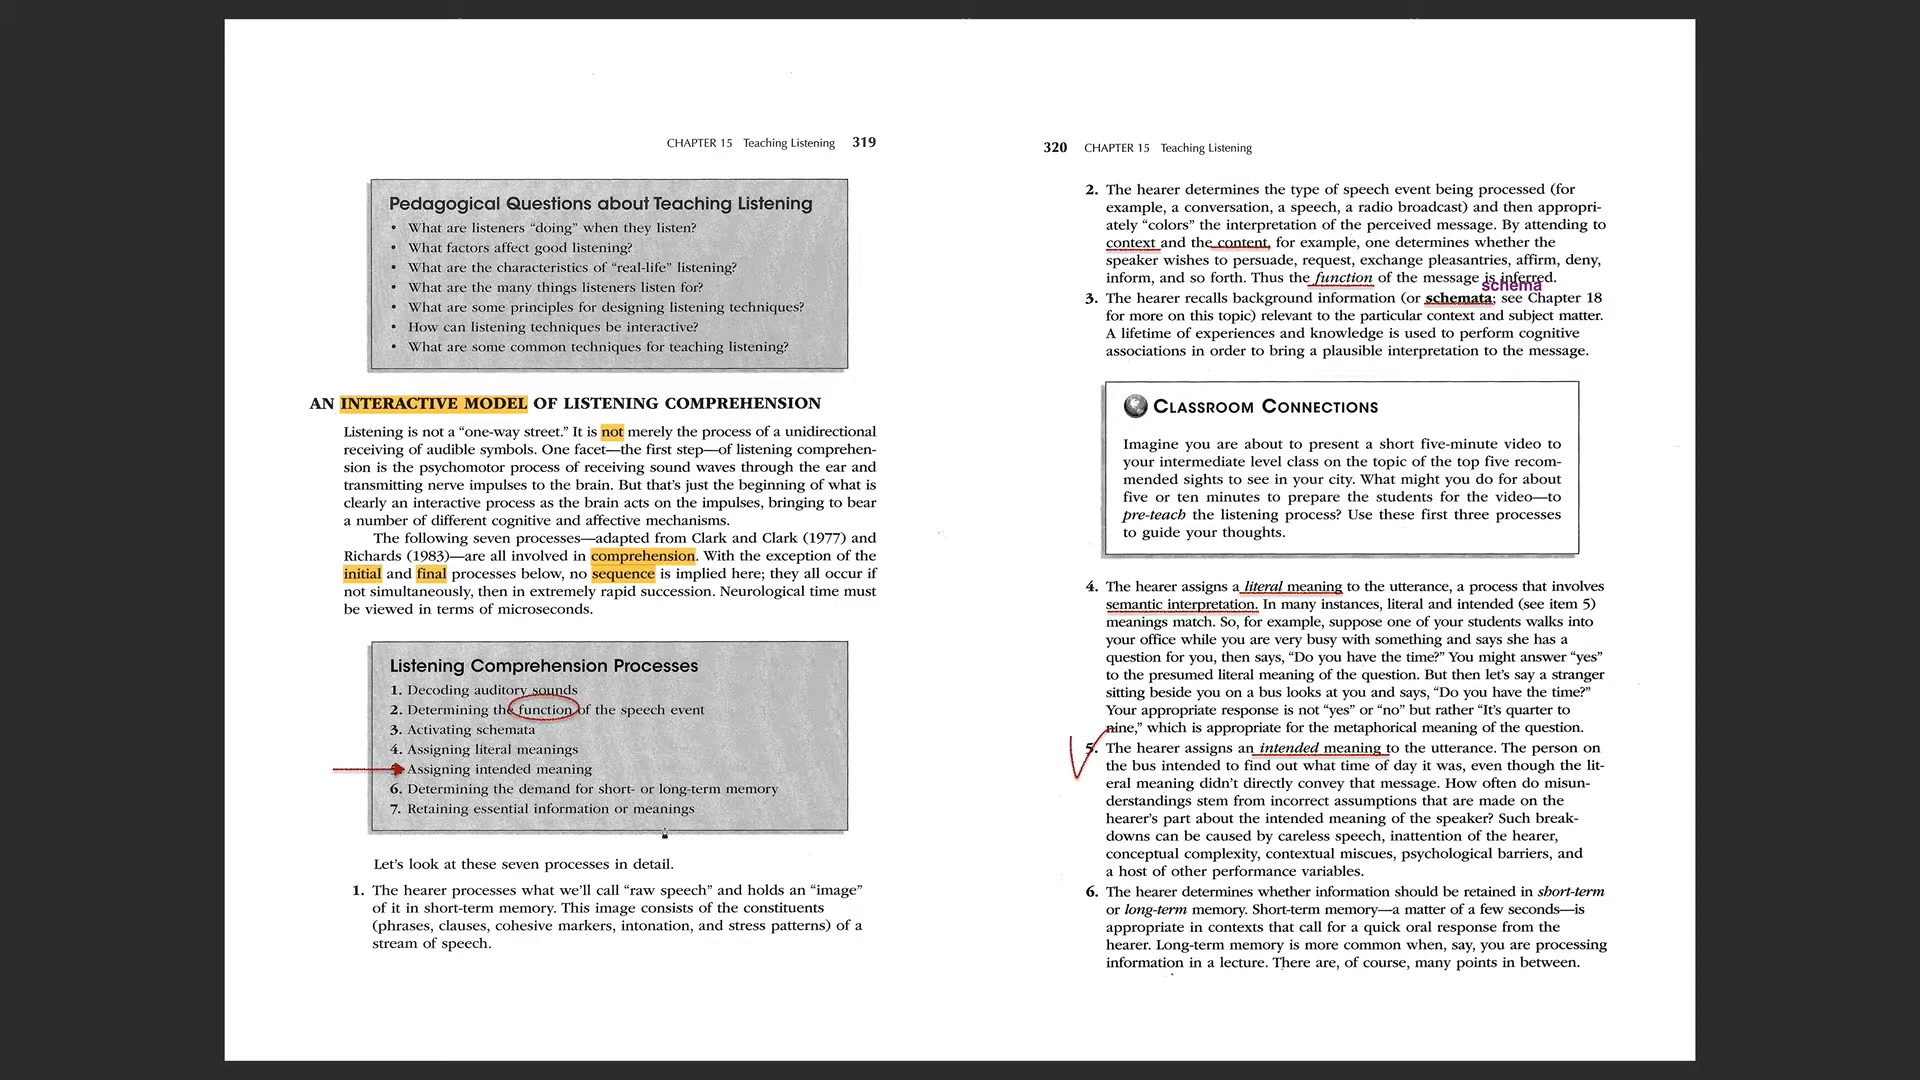 CHAPTER 15 Teaching Listening 319
Pedagogical Questions about Teaching Listening
• What are listeners “doing” when they listen?
• What factors affect good listening?
• What are the characteristics of “real-life” listening?
• What are the many things listeners listen for?
• What are some principles for designing listening techniques?
• How can listening techniques be interactive?
• What are some common techniques for teaching listening?
AN INTERACTIVE MODEL OF LISTENING COMPREHENSION
Listening is not a “one-way street.” It is not merely the process of a unidirectional
receiving of audible symbols. One facet—the first step—of listening comprehen-
sion is the psychomotor process of receiving sound waves through the ear and
transmitting nerve impulses to the brain. But that’s just the beginning of what is
clearly an interactive process as the brain acts on the impulses, bringing to bear
a number of different cognitive and affective mechanisms.
The following seven processes—adapted from Clark and Clark (1977) and
Richards (1983)—are all involved in comprehension. With the exception of the
initial and final processes below, no sequence is implied here; they all occur if
not simultaneously, then in extremely rapid succession. Neurological time must
be viewed in terms of microseconds.
Listening Comprehension Processes
1. Decoding auditory sounds
2. Determining the function of the speech event
3. Activating schemata
4. Assigning literal meanings
5. Assigning intended meaning
6. Determining the demand for short- or long-term memory
7. Retaining essential information or meanings
Let’s look at these seven processes in detail.
1. The hearer processes what we’ll call “raw speech” and holds an “image”
of it in short-term memory. This image consists of the constituents
(phrases, clauses, cohesive markers, intonation, and stress patterns) of a
stream of speech.
320 CHAPTER 15 Teaching Listening
2. The hearer determines the type of speech event being processed (for
example, a conversation, a speech, a radio broadcast) and then appropri-
ately “colors” the interpretation of the perceived message. By attending to
context and the content, for example, one determines whether the
speaker wishes to persuade, request, exchange pleasantries, affirm, deny,
inform, and so forth. Thus the function of the message is inferred.
schema
3. The hearer recalls background information (or schemata; see Chapter 18
for more on this topic) relevant to the particular context and subject matter.
A lifetime of experiences and knowledge is used to perform cognitive
associations in order to bring a plausible interpretation to the message.
CLASSROOM CONNECTIONS
Imagine you are about to present a short five-minute video to
your intermediate level class on the topic of the top five recom-
mended sights to see in your city. What might you do for about
five or ten minutes to prepare the students for the video—to
pre-teach the listening process? Use these first three processes
to guide your thoughts.
4. The hearer assigns a literal meaning to the utterance, a process that involves
semantic interpretation. In many instances, literal and intended (see item 5)
meanings match. So, for example, suppose one of your students walks into
your office while you are very busy with something and says she has a
question for you, then says, “Do you have the time?” You might answer “yes”
to the presumed literal meaning of the question. But then let’s say a stranger
sitting beside you on a bus looks at you and says, “Do you have the time?”
Your appropriate response is not “yes” or “no” but rather “It’s quarter to
nine,” which is appropriate for the metaphorical meaning of the question.
5. The hearer assigns an intended meaning to the utterance. The person on
the bus intended to find out what time of day it was, even though the lit-
eral meaning didn’t directly convey that message. How often do misun-
derstandings stem from incorrect assumptions that are made on the
hearer’s part about the intended meaning of the speaker? Such break-
downs can be caused by careless speech, inattention of the hearer,
conceptual complexity, contextual miscues, psychological barriers, and
a host of other performance variables.
6. The hearer determines whether information should be retained in short-term
or long-term memory. Short-term memory—a matter of a few seconds—is
appropriate in contexts that call for a quick oral response from the
hearer. Long-term memory is more common when, say, you are processing
information in a lecture. There are, of course, many points in between.